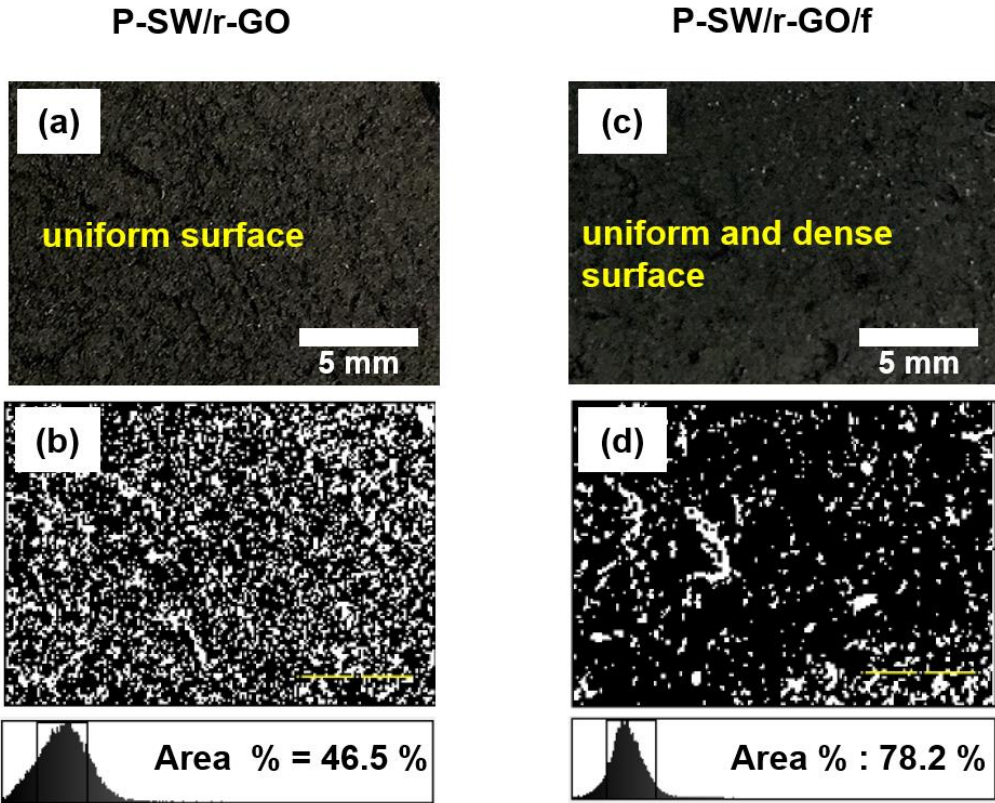 P-SW/r-GO
P-SW/r-GO/f
(a)
uniform surface
5 mm
(c)
uniform and dense
surface
5 mm
(b)
(d)
Area % = 46.5 %
Area % : 78.2 %